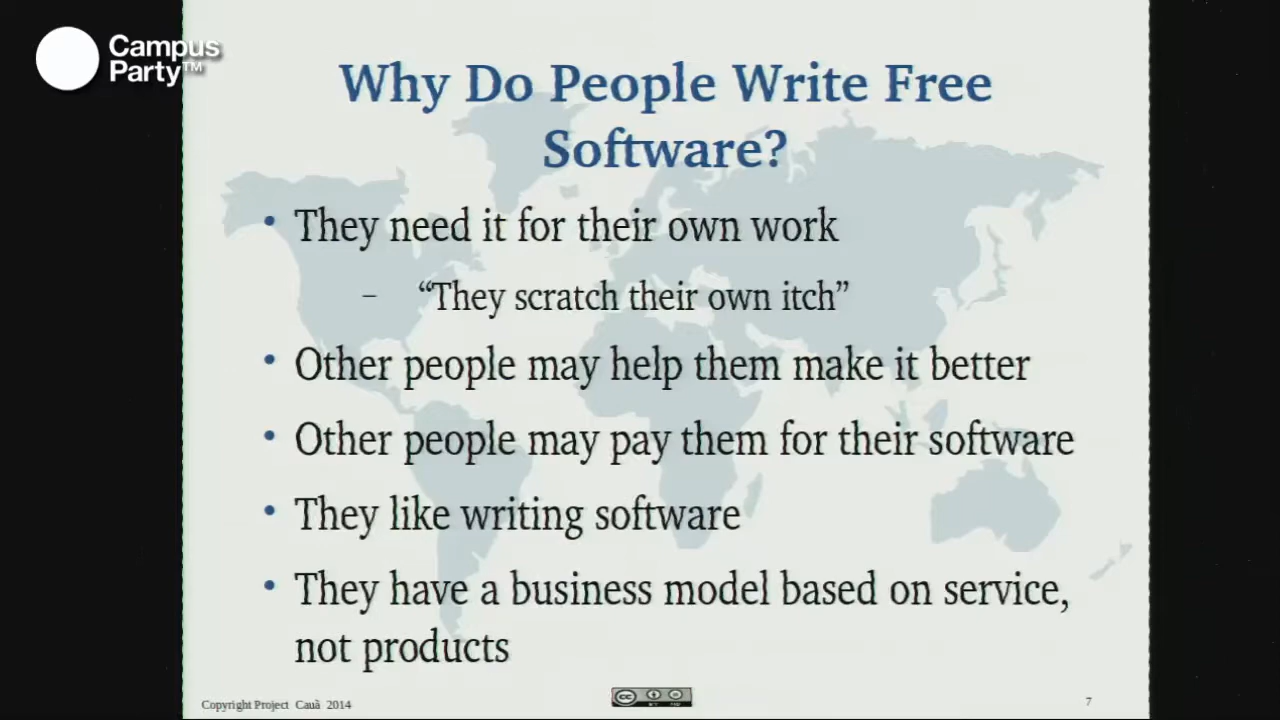 Campus
Party™
Why Do People Write Free
Software?
• They need it for their own work
– “They scratch their own itch”
• Other people may help them make it better
• Other people may pay them for their software
• They like writing software
• They have a business model based on service,
not products
Copyright Project Cauã 2014
cc
7